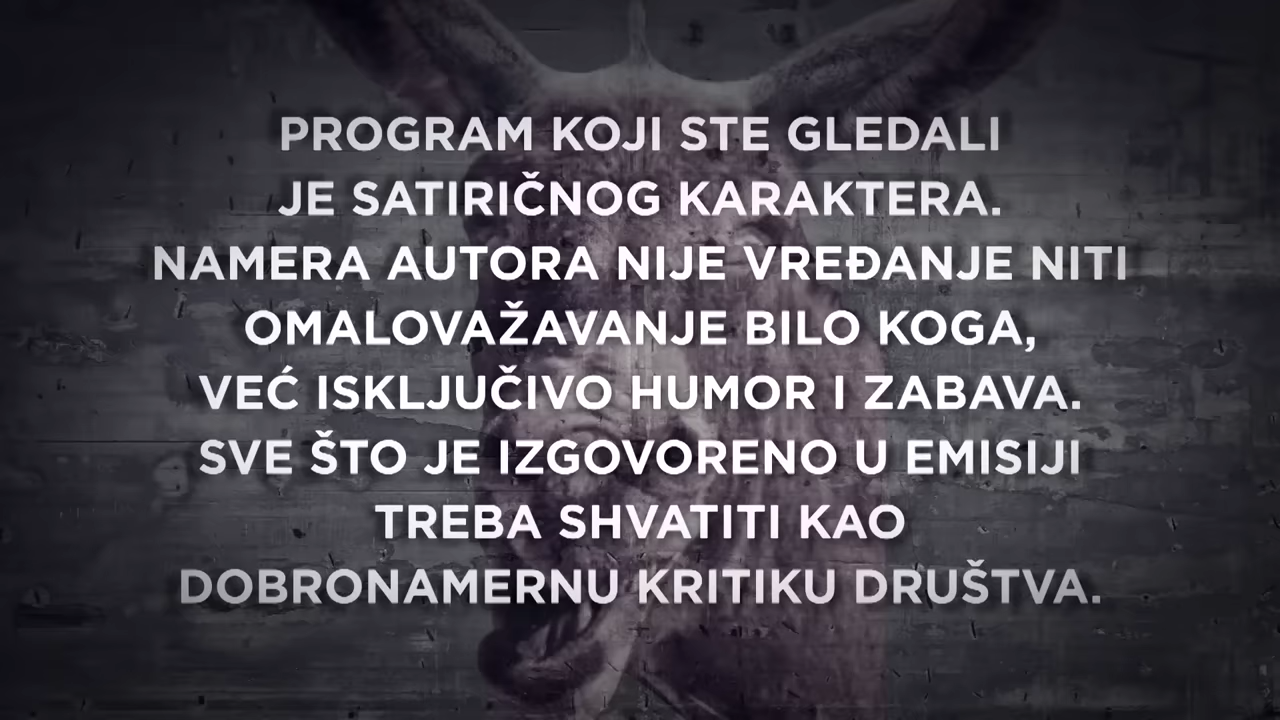 PROGRAM KOJI STE GLEDALI
JE SATIRIČNOG KARAKTERA.
NAMERA AUTORA NIJE VREĐANJE NITI
OMALOVAŽAVANJE BILO KOGA,
VEĆ ISKLJUČIVO HUMOR I ZABAVA.
SVE ŠTO JE IZGOVORENO U EMISIJI
TREBA SHVATITI KAO
DOBRONAMERNU KRITIKU DRUŠTVA.